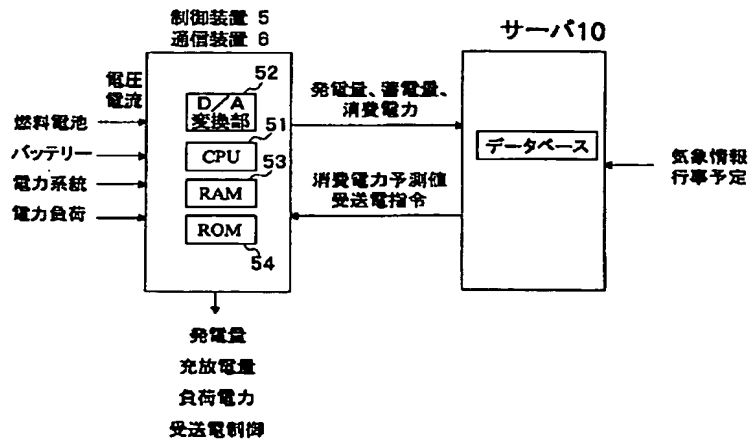 制御装置 5
通信装置 6
サーバ10
電圧
電流
燃料電池
バッテリー
電力系統
電力負荷
52
D／A
変換部
51
CPU
53
RAM
ROM
54
発電量、蓄電量、
消費電力
消費電力予測値
受送電指令
データベース
気象情報
行事予定
発電量
充放電量
負荷電力
受送電制御